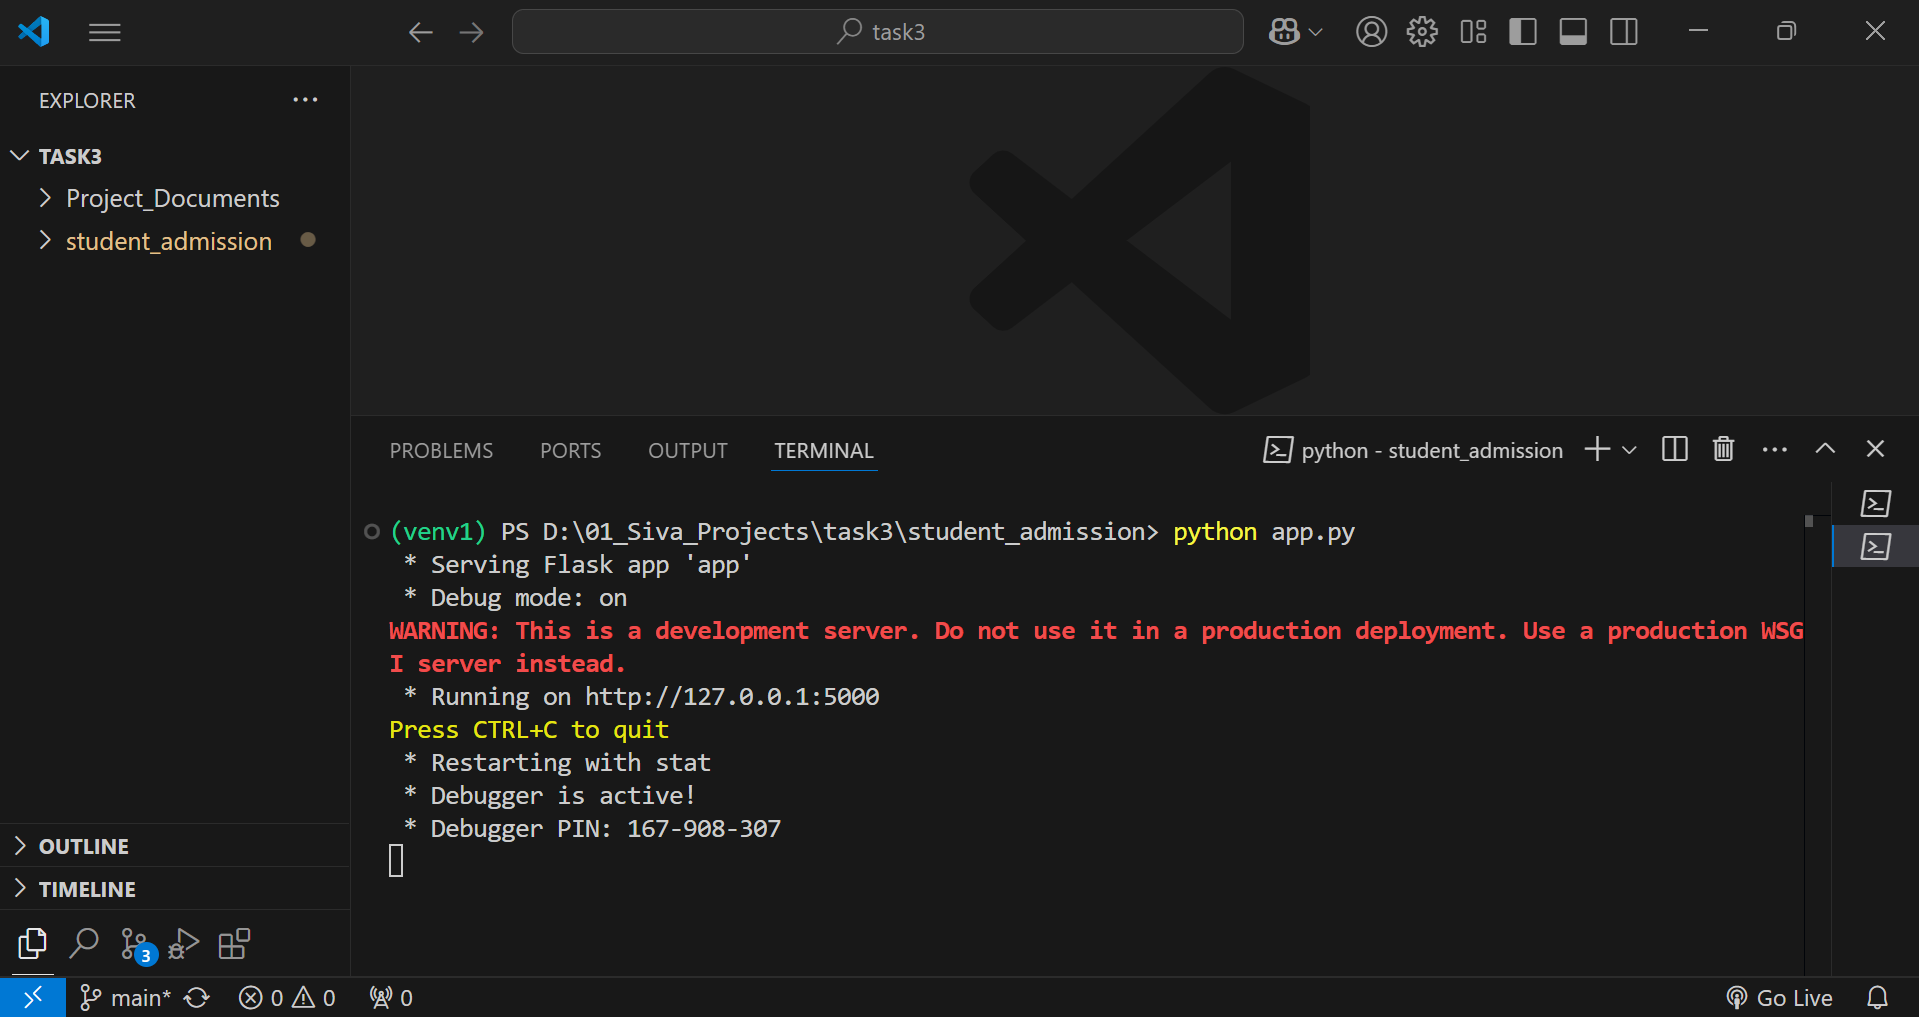 task3
EXPLORER
TASK3
Project_Documents
student_admission
OUTLINE
TIMELINE
3
PROBLEMS
PORTS
OUTPUT
TERMINAL
python - student_admission
(venv1) PS D:\01_Siva_Projects\task3\student_admission> python app.py
* Serving Flask app 'app'
* Debug mode: on
WARNING: This is a development server. Do not use it in a production deployment. Use a production WSG
I server instead.
* Running on http://127.0.0.1:5000
Press CTRL+C to quit
* Restarting with stat
* Debugger is active!
* Debugger PIN: 167-908-307
main* 0 0 0 Go Live